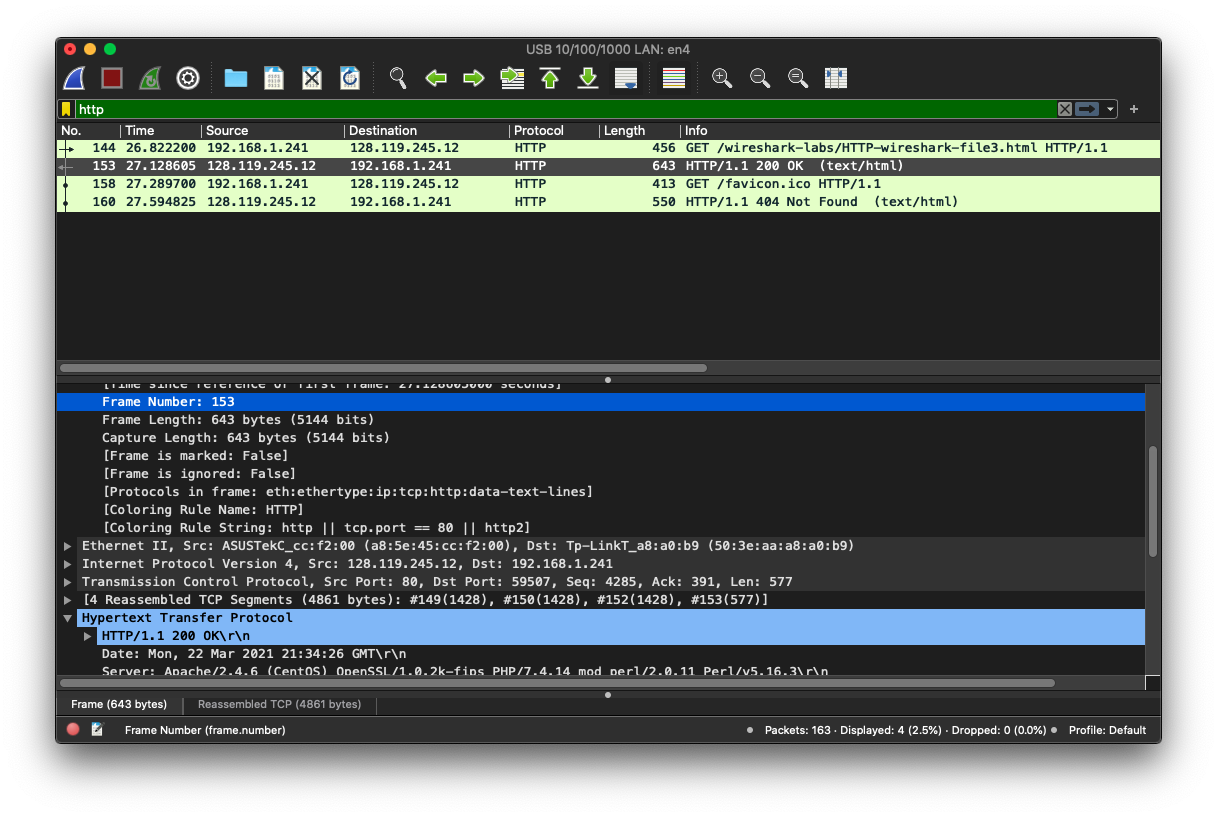 USB 10/100/1000 LAN: en4
http
No. Time Source Destination Protocol Length Info
144 26.822200 192.168.1.241 128.119.245.12 HTTP 456 GET /wireshark-labs/HTTP-wireshark-file3.html HTTP/1.1
153 27.128605 128.119.245.12 192.168.1.241 HTTP 643 HTTP/1.1 200 OK (text/html)
158 27.289700 192.168.1.241 128.119.245.12 HTTP 413 GET /favicon.ico HTTP/1.1
160 27.594825 128.119.245.12 192.168.1.241 HTTP 550 HTTP/1.1 404 Not Found (text/html)
[Time since reference or first frame: 27.128605000 seconds]
Frame Number: 153
Frame Length: 643 bytes (5144 bits)
Capture Length: 643 bytes (5144 bits)
[Frame is marked: False]
[Frame is ignored: False]
[Protocols in frame: eth:ethertype:ip:tcp:http:data-text-lines]
[Coloring Rule Name: HTTP]
[Coloring Rule String: http || tcp.port == 80 || http2]
Ethernet II, Src: ASUSTekC_cc:f2:00 (a8:5e:45:cc:f2:00), Dst: Tp-LinkT_a8:a0:b9 (50:3e:aa:a8:a0:b9)
Internet Protocol Version 4, Src: 128.119.245.12, Dst: 192.168.1.241
Transmission Control Protocol, Src Port: 80, Dst Port: 59507, Seq: 4285, Ack: 391, Len: 577
[4 Reassembled TCP Segments (4861 bytes): #149(1428), #150(1428), #152(1428), #153(577)]
Hypertext Transfer Protocol
HTTP/1.1 200 OK\r\n
Date: Mon, 22 Mar 2021 21:34:26 GMT\r\n
Server: Apache/2.4.6 (CentOS) OpenSSL/1.0.2k-fips PHP/7.4.14 mod_perl/2.0.11 Perl/v5.16.3\r\n
Frame (643 bytes) Reassembled TCP (4861 bytes)
Frame Number (frame.number) Packets: 163 · Displayed: 4 (2.5%) · Dropped: 0 (0.0%) Profile: Default